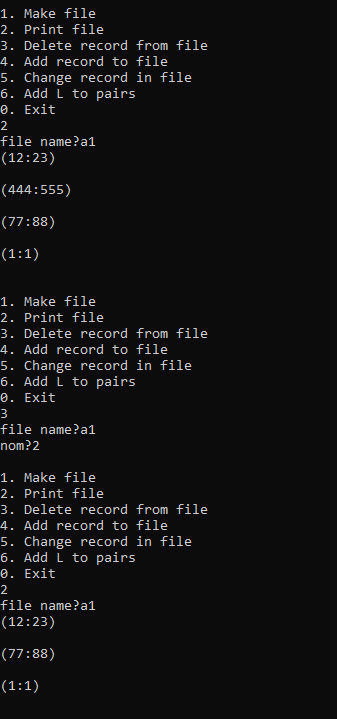 1. Make file
2. Print file
3. Delete record from file
4. Add record to file
5. Change record in file
6. Add L to pairs
0. Exit
2
file name?a1
(12:23)
(444:555)
(77:88)
(1:1)
1. Make file
2. Print file
3. Delete record from file
4. Add record to file
5. Change record in file
6. Add L to pairs
0. Exit
3
file name?a1
nom?2
1. Make file
2. Print file
3. Delete record from file
4. Add record to file
5. Change record in file
6. Add L to pairs
0. Exit
2
file name?a1
(12:23)
(77:88)
(1:1)